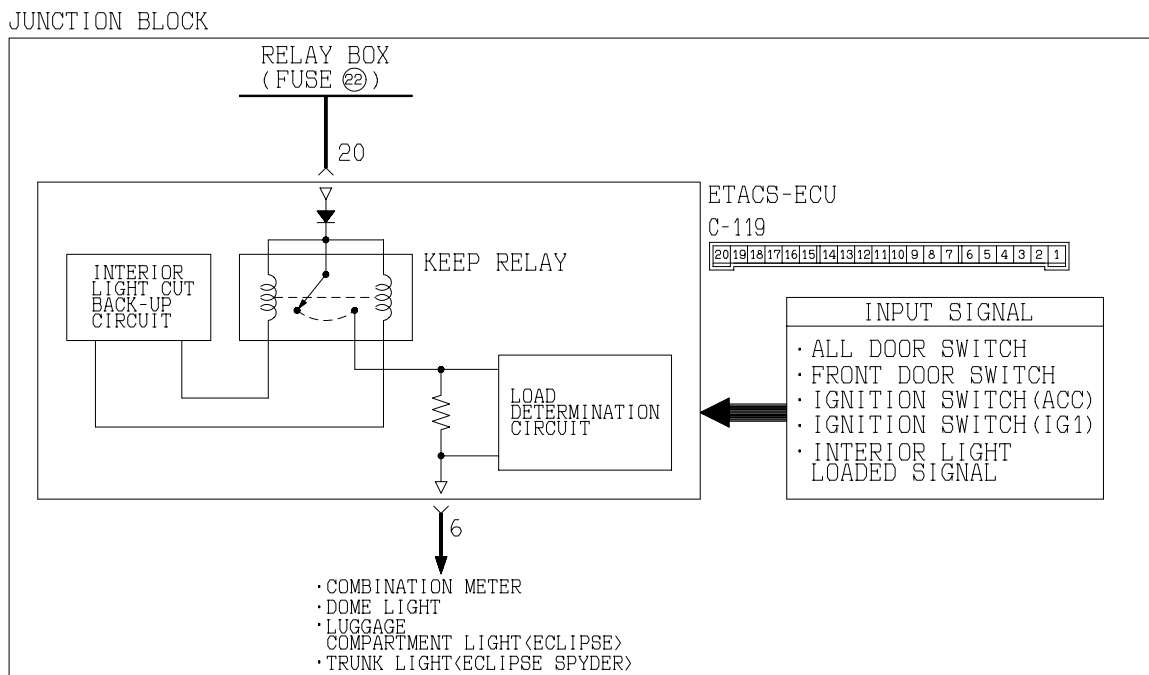 JUNCTION BLOCK
RELAY BOX
(FUSE ㉒)
20
ETACS-ECU
C-119
20 19 18 17 16 15 14 13 12 11 10 9 8 7 6 5 4 3 2 1
KEEP RELAY
INTERIOR
LIGHT CUT
BACK-UP
CIRCUIT
LOAD
DETERMINATION
CIRCUIT
INPUT SIGNAL
· ALL DOOR SWITCH
· FRONT DOOR SWITCH
· IGNITION SWITCH(ACC)
· IGNITION SWITCH(IG1)
· INTERIOR LIGHT
LOADED SIGNAL
6
·COMBINATION METER
·DOME LIGHT
·LUGGAGE
COMPARTMENT LIGHT<ECLIPSE>
·TRUNK LIGHT<ECLIPSE SPYDER>